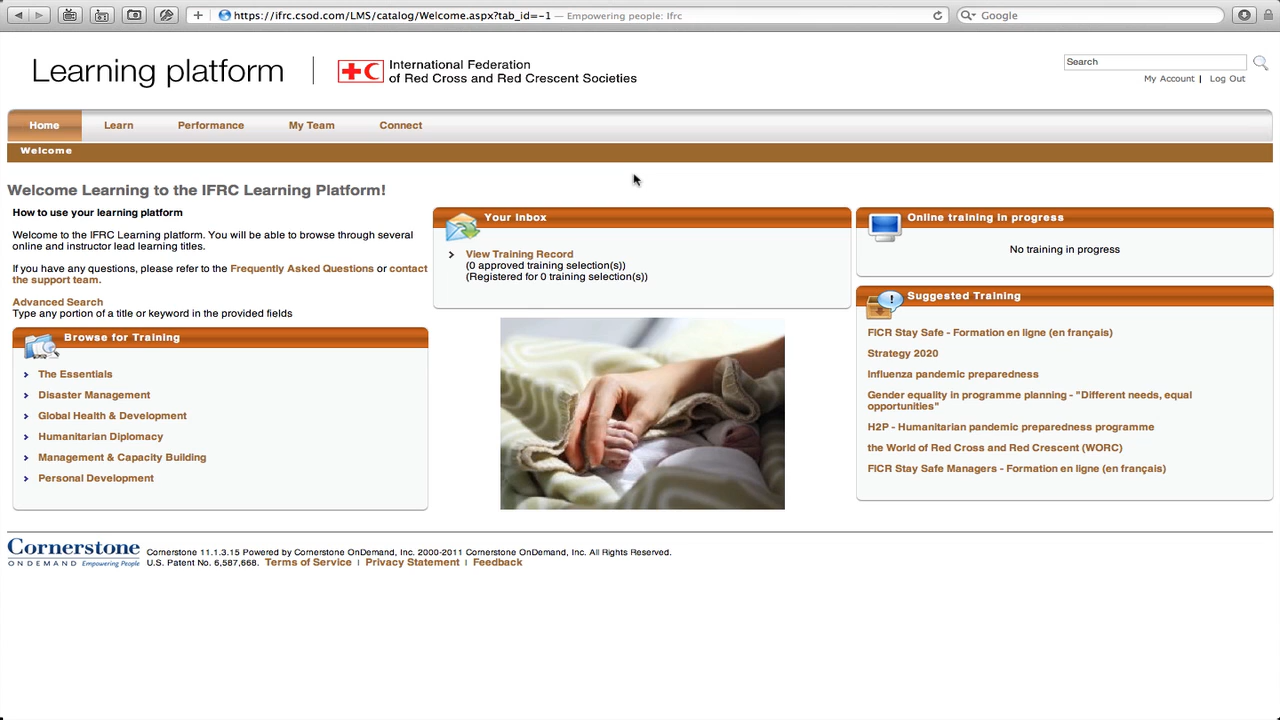 https://ifrc.csod.com/LMS/catalog/Welcome.aspx?tab_id=-1 — Empowering people: Ifrc
Google
Learning platform
International Federation
of Red Cross and Red Crescent Societies
Search
My Account | Log Out
Home
Learn
Performance
My Team
Connect
Welcome
Welcome Learning to the IFRC Learning Platform!
How to use your learning platform
Welcome to the IFRC Learning platform. You will be able to browse through several
online and instructor lead learning titles.
If you have any questions, please refer to the Frequently Asked Questions or contact
the support team.
Advanced Search
Type any portion of a title or keyword in the provided fields
Browse for Training
The Essentials
Disaster Management
Global Health & Development
Humanitarian Diplomacy
Management & Capacity Building
Personal Development
Your Inbox
View Training Record
(0 approved training selection(s))
(Registered for 0 training selection(s))
Online training in progress
No training in progress
Suggested Training
FICR Stay Safe - Formation en ligne (en français)
Strategy 2020
Influenza pandemic preparedness
Gender equality in programme planning - "Different needs, equal
opportunities"
H2P - Humanitarian pandemic preparedness programme
the World of Red Cross and Red Crescent (WORC)
FICR Stay Safe Managers - Formation en ligne (en français)
Cornerstone
ONDEMAND Empowering People
Cornerstone 11.1.3.15 Powered by Cornerstone OnDemand, Inc. 2000-2011 Cornerstone OnDemand, Inc. All Rights Reserved.
U.S. Patent No. 6,587,668. Terms of Service | Privacy Statement | Feedback